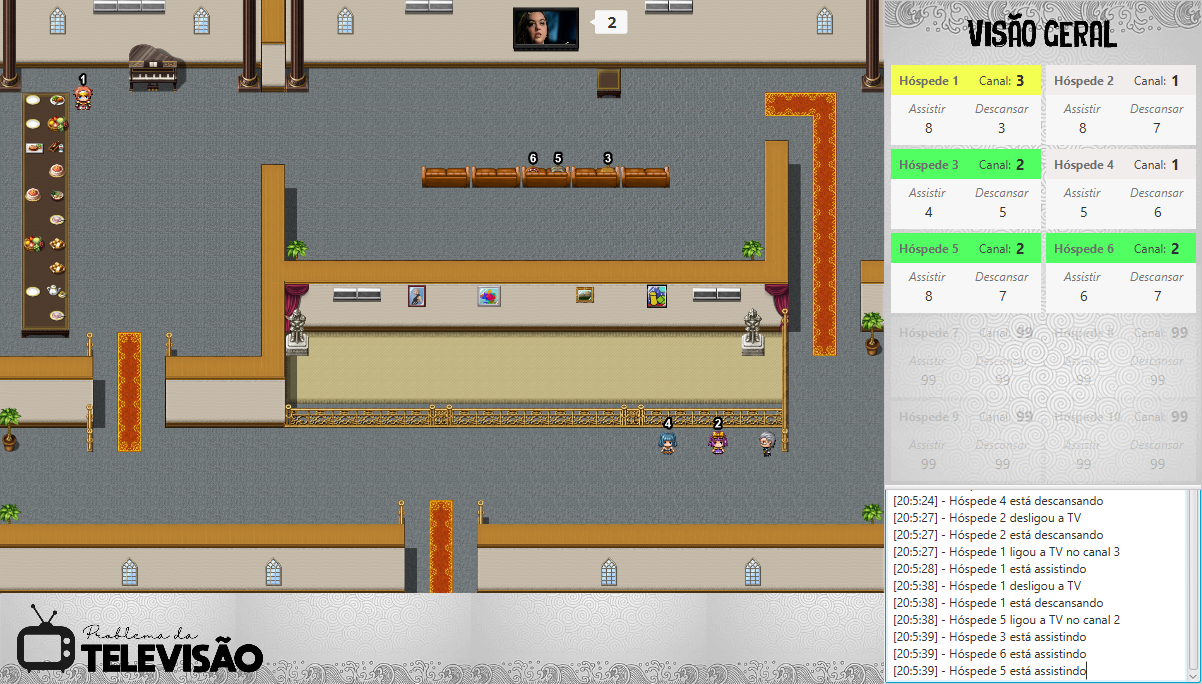 2
1
6 5 3
4 2
Problema da
TELEVISÃO
VISÃO GERAL
Hóspede 1 Canal: 3 Hóspede 2 Canal: 1
Assistir Descansar Assistir Descansar
8 3 8 7
Hóspede 3 Canal: 2 Hóspede 4 Canal: 1
Assistir Descansar Assistir Descansar
4 5 5 6
Hóspede 5 Canal: 2 Hóspede 6 Canal: 2
Assistir Descansar Assistir Descansar
8 7 6 7
Hóspede 7 Canal: 99 Hóspede 8 Canal: 99
Assistir Descansar Assistir Descansar
99 99 99 99
Hóspede 9 Canal: 99 Hóspede 10 Canal: 99
Assistir Descansar Assistir Descansar
99 99 99 99
[20:5:24] - Hóspede 4 está descansando
[20:5:27] - Hóspede 2 desligou a TV
[20:5:27] - Hóspede 2 está descansando
[20:5:27] - Hóspede 1 ligou a TV no canal 3
[20:5:28] - Hóspede 1 está assistindo
[20:5:38] - Hóspede 1 desligou a TV
[20:5:38] - Hóspede 1 está descansando
[20:5:38] - Hóspede 5 ligou a TV no canal 2
[20:5:39] - Hóspede 3 está assistindo
[20:5:39] - Hóspede 6 está assistindo
[20:5:39] - Hóspede 5 está assistindo